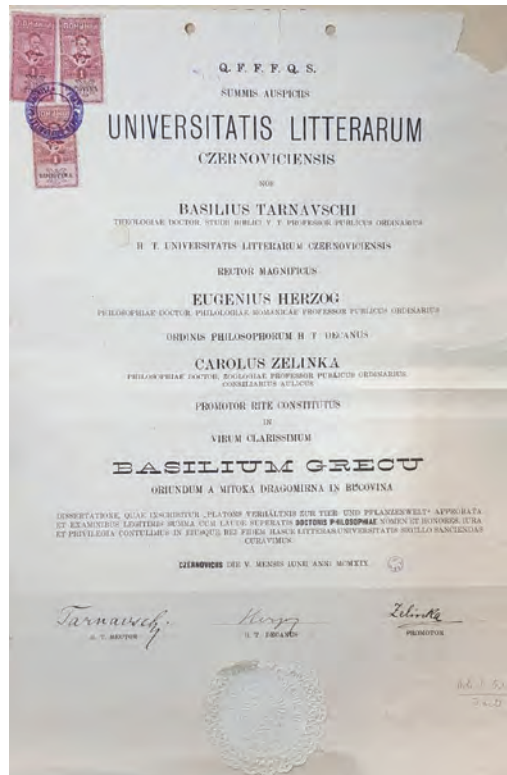 Q. F. F. F. Q. S.
SUMMIS AUSPICIIS
UNIVERSITATIS LITTERARUM
CZERNOVICIENSIS
NOS
BASILIUS TARNAVSCHI
THEOLOGIAE DOCTOR, STUDII BIBLICI V. T. PROFESSOR PUBLICUS ORDINARIUS
H. T. UNIVERSITATIS LITTERARUM CZERNOVICIENSIS
RECTOR MAGNIFICUS
EUGENIUS HERZOG
PHILOSOPHIAE DOCTOR, PHILOLOGIAE ROMANICAE PROFESSOR PUBLICUS ORDINARIUS
ORDINIS PHILOSOPHORUM H. T. DECANUS
CAROLUS ZELINKA
PHILOSOPHIAE DOCTOR, ZOOLOGIAE PROFESSOR PUBLICUS ORDINARIUS,
CONSILIARIUS AULICUS
PROMOTOR RITE CONSTITUTUS
IN
VIRUM CLARISSIMUM
BASILIUM GRECU
ORIUNDUM A MITOKA DRAGOMIRNA IN BUCOVINA
DISSERTATIONE, QUAE INSCRIBITUR „PLATONS VERHÄLTNIS ZUR TIER- UND PFLANZENWELT“ APPROBATA
ET EXAMINIBUS LEGITIMIS SUMMA CUM LAUDE SUPERATIS DOCTORIS PHILOSOPHIAE NOMEN ET HONORES, IURA
ET PRIVILEGIA CONTULIMUS IN EIUSQUE REI FIDEM HASCE LITTERAS UNIVERSITATIS SIGILLO SANCIENDAS
CURAVIMUS.
CZERNOVICIIS DIE V. MENSIS IUNII ANNI MCMXIX.
Tarnavschi
H. T. RECTOR
Herzog
H. T. DECANUS
Zelinka
PROMOTOR